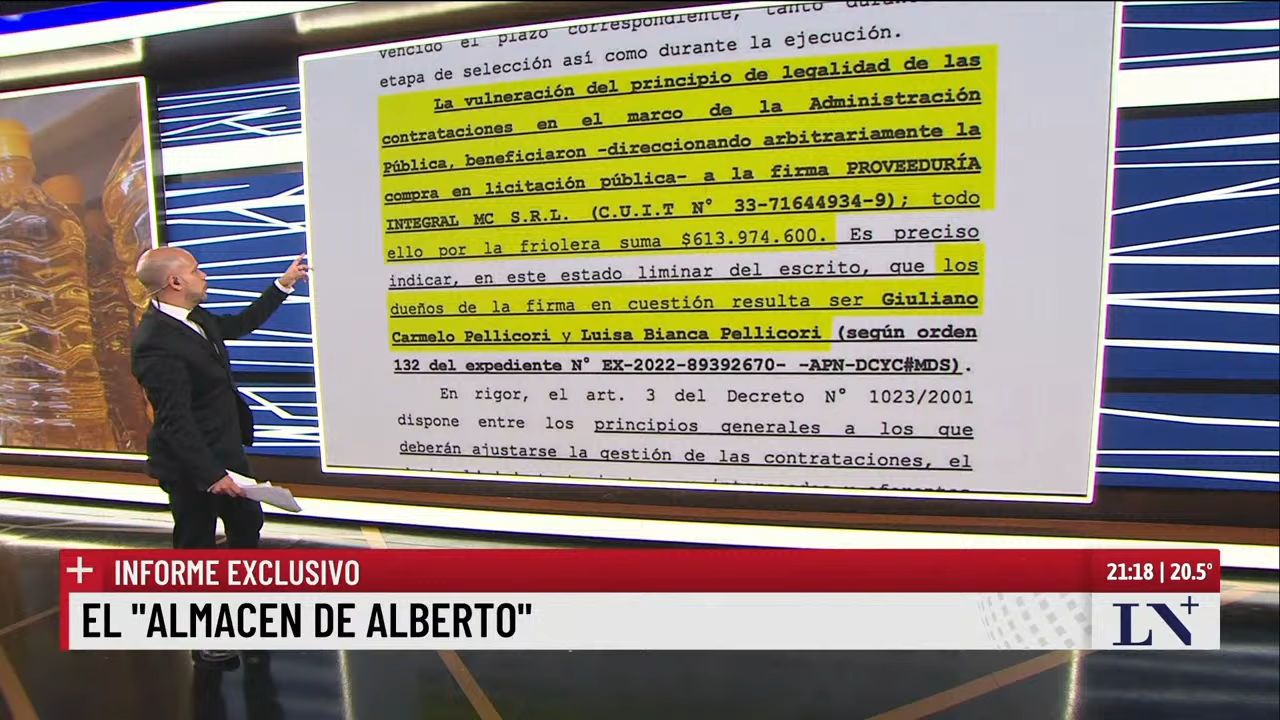 vencido el plazo correspondiente, tanto
etapa de selección así como durante la ejecución.
La vulneración del principio de legalidad de las
contrataciones en el marco de la Administración
Pública, beneficiaron -direccionando arbitrariamente la
compra en licitación pública- a la firma PROVEEDURÍA
INTEGRAL MC S.R.L. (C.U.I.T N° 33-71644934-9); todo
ello por la friolera suma $613.974.600. Es preciso
indicar, en este estado liminar del escrito, que los
dueños de la firma en cuestión resulta ser Giuliano
Carmelo Pellicori y Luisa Bianca Pellicori (según orden
132 del expediente N° EX-2022-89392670- -APN-DCYC#MDS).
En rigor, el art. 3 del Decreto N° 1023/2001
dispone entre los principios generales a los que
deberán ajustarse la gestión de las contrataciones, el
+ INFORME EXCLUSIVO
21:18 | 20.5°
EL "ALMACEN DE ALBERTO"
LN+